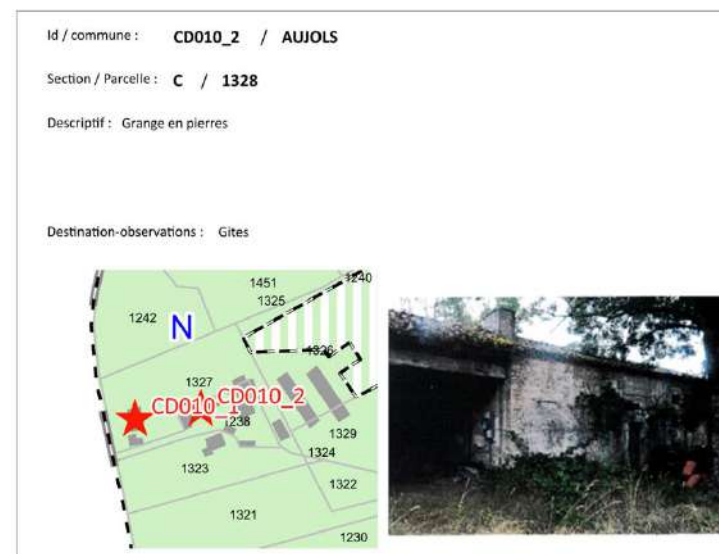 Id / commune : CD010_2 / AUJOLS
Section / Parcelle : C / 1328
Descriptif : Grange en pierres
Destination-observations : Gites
1451
1240
1325
1242
N
1326
1327
CD010_1
CD010_2
1238
1329
1324
1323
1322
1321
1230